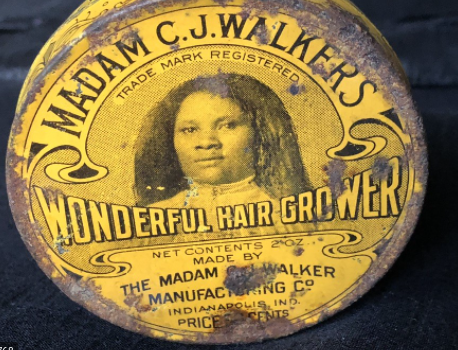 MADAM C.J. WALKERS
TRADE MARK REGISTERED
WONDERFUL HAIR GROWER
NET CONTENTS 2 OZ.
MADE BY
THE MADAM C.J. WALKER
MANUFACTURING CO
INDIANAPOLIS, IND.
PRICE CENTS